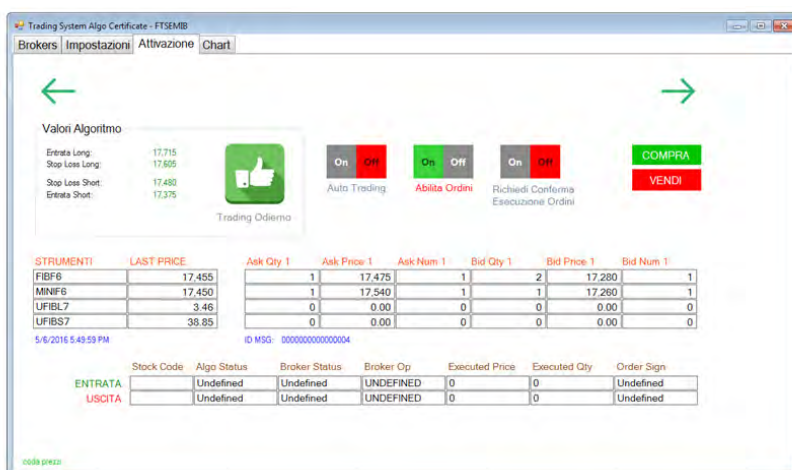 Trading System Algo Certificate - FTSEMIB
Brokers Impostazioni Attivazione Chart
Valori Algoritmo
Entrata Long: 17,715
Stop Loss Long: 17,605
Stop Loss Short: 17,480
Entrata Short: 17,375
Trading Odierno
On Off
Auto Trading
On Off
Abilita Ordini
On Off
Richiedi Conferma
Esecuzione Ordini
COMPRA
VENDI
STRUMENTI LAST PRICE Ask Qty 1 Ask Price 1 Ask Num 1 Bid Qty 1 Bid Price 1 Bid Num 1
FIBF6 17,455 1 17,475 1 2 17,280 1
MINIF6 17,450 1 17,540 1 1 17,260 1
UFIBL7 3.46 0 0.00 0 0 0.00 0
UFIBS7 38.85 0 0.00 0 0 0.00 0
5/6/2016 5:49:59 PM ID MSG: 0000000000000004
Stock Code Algo Status Broker Status Broker Op Executed Price Executed Qty Order Sign
ENTRATA Undefined Undefined UNDEFINED 0 0 Undefined
USCITA Undefined Undefined UNDEFINED 0 0 Undefined
coda prezzi